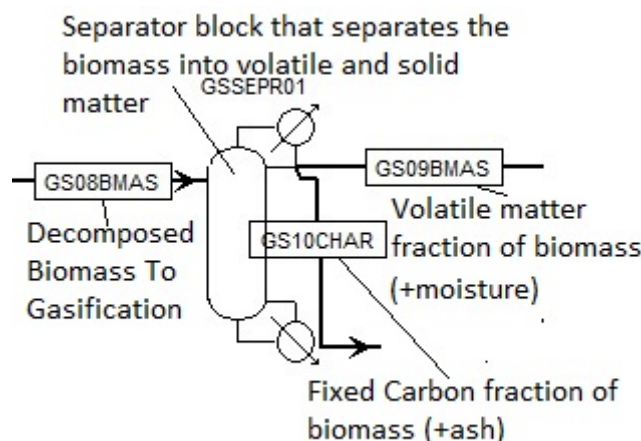 Separator block that separates the
biomass into volatile and solid
matter
GSSEPR01
GS08BMAS
GS09BMAS
Decomposed
Biomass To
Gasification
GS10CHAR
Volatile matter
fraction of biomass
(+moisture)
Fixed Carbon fraction of
biomass (+ash)